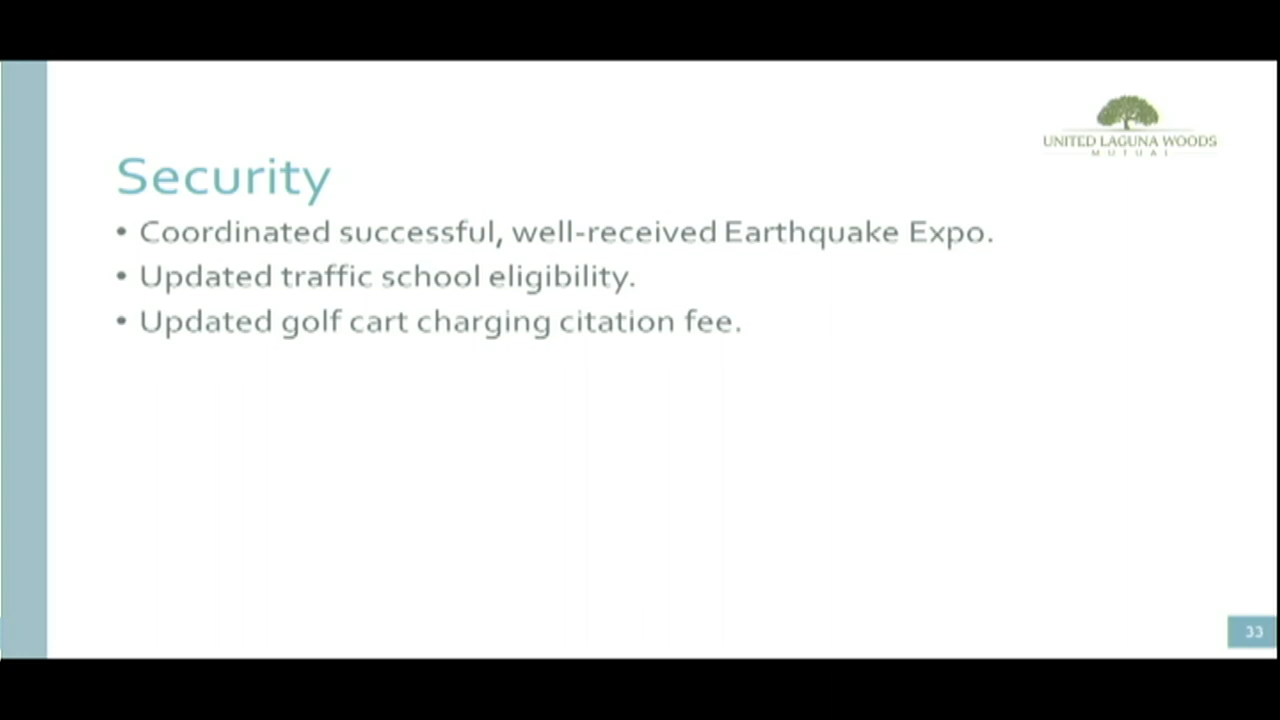 UNITED LAGUNA WOODS
MUTUAL
Security
• Coordinated successful, well-received Earthquake Expo.
• Updated traffic school eligibility.
• Updated golf cart charging citation fee.
33